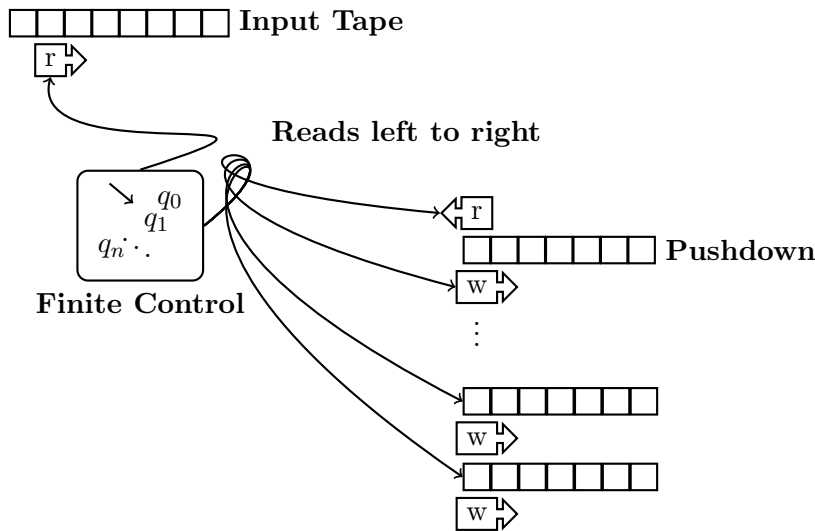 Input Tape
r
Reads left to right
q0
q1
qn ⋱
Finite Control
r
Pushdown
w
⋮
w
w